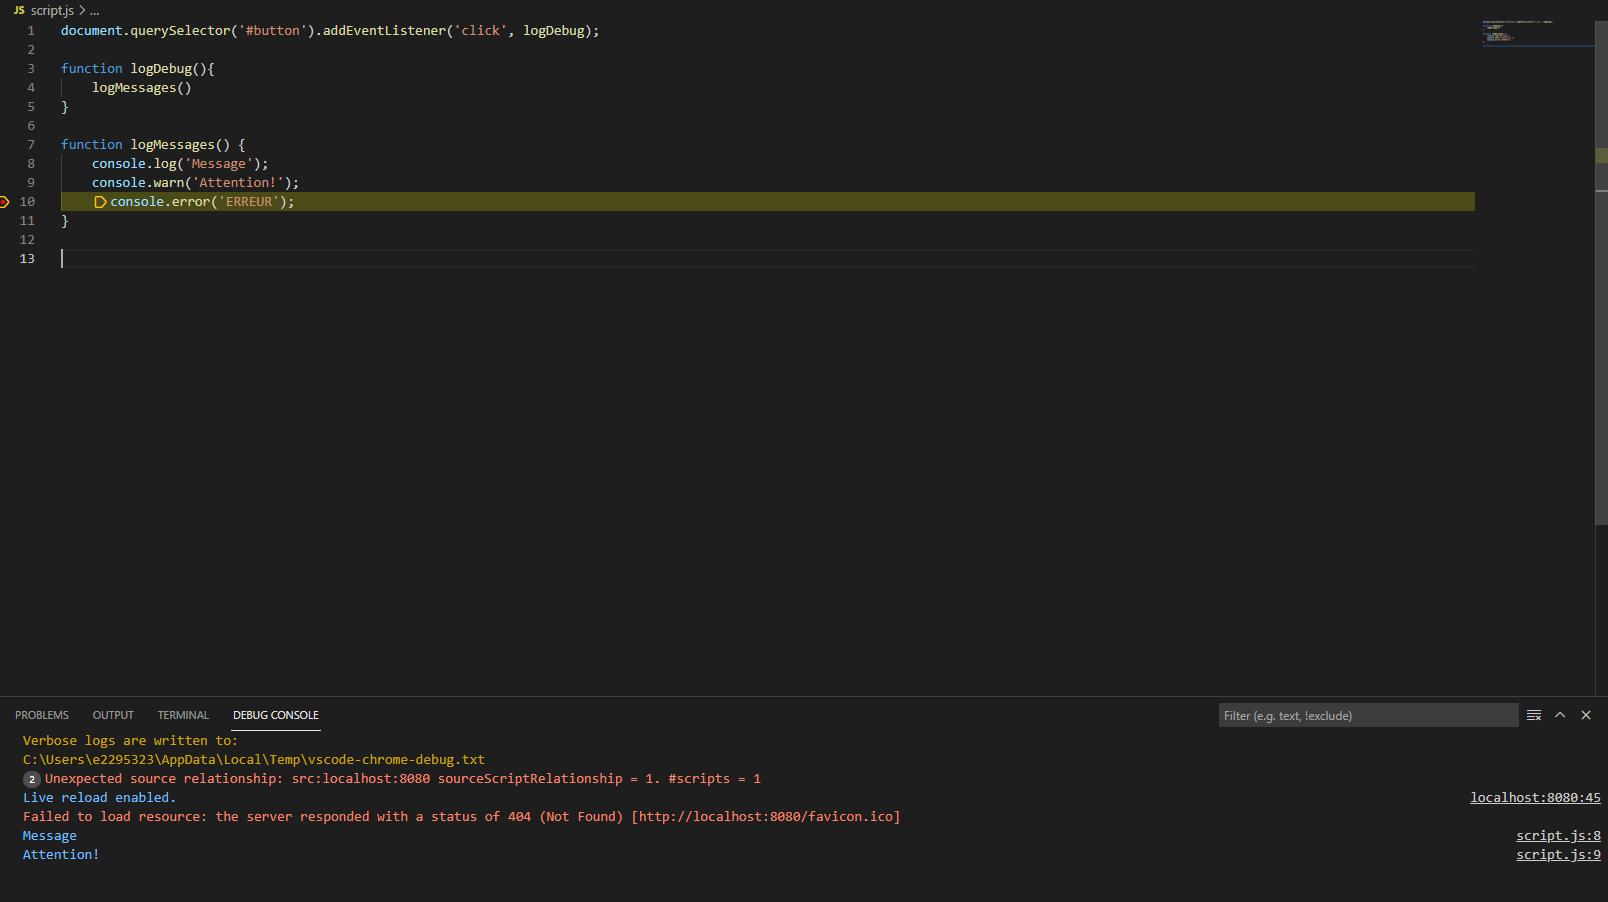 JS script.js > ...
1 document.querySelector('#button').addEventListener('click', logDebug);
2
3 function logDebug(){
4     logMessages()
5 }
6
7 function logMessages() {
8     console.log('Message');
9     console.warn('Attention!');
10     console.error('ERREUR');
11 }
12
13
PROBLEMS OUTPUT TERMINAL DEBUG CONSOLE Filter (e.g. text, !exclude)
Verbose logs are written to:
C:\Users\e2295323\AppData\Local\Temp\vscode-chrome-debug.txt
2 Unexpected source relationship: src:localhost:8080 sourceScriptRelationship = 1. #scripts = 1
Live reload enabled. localhost:8080:45
Failed to load resource: the server responded with a status of 404 (Not Found) [http://localhost:8080/favicon.ico]
Message script.js:8
Attention! script.js:9